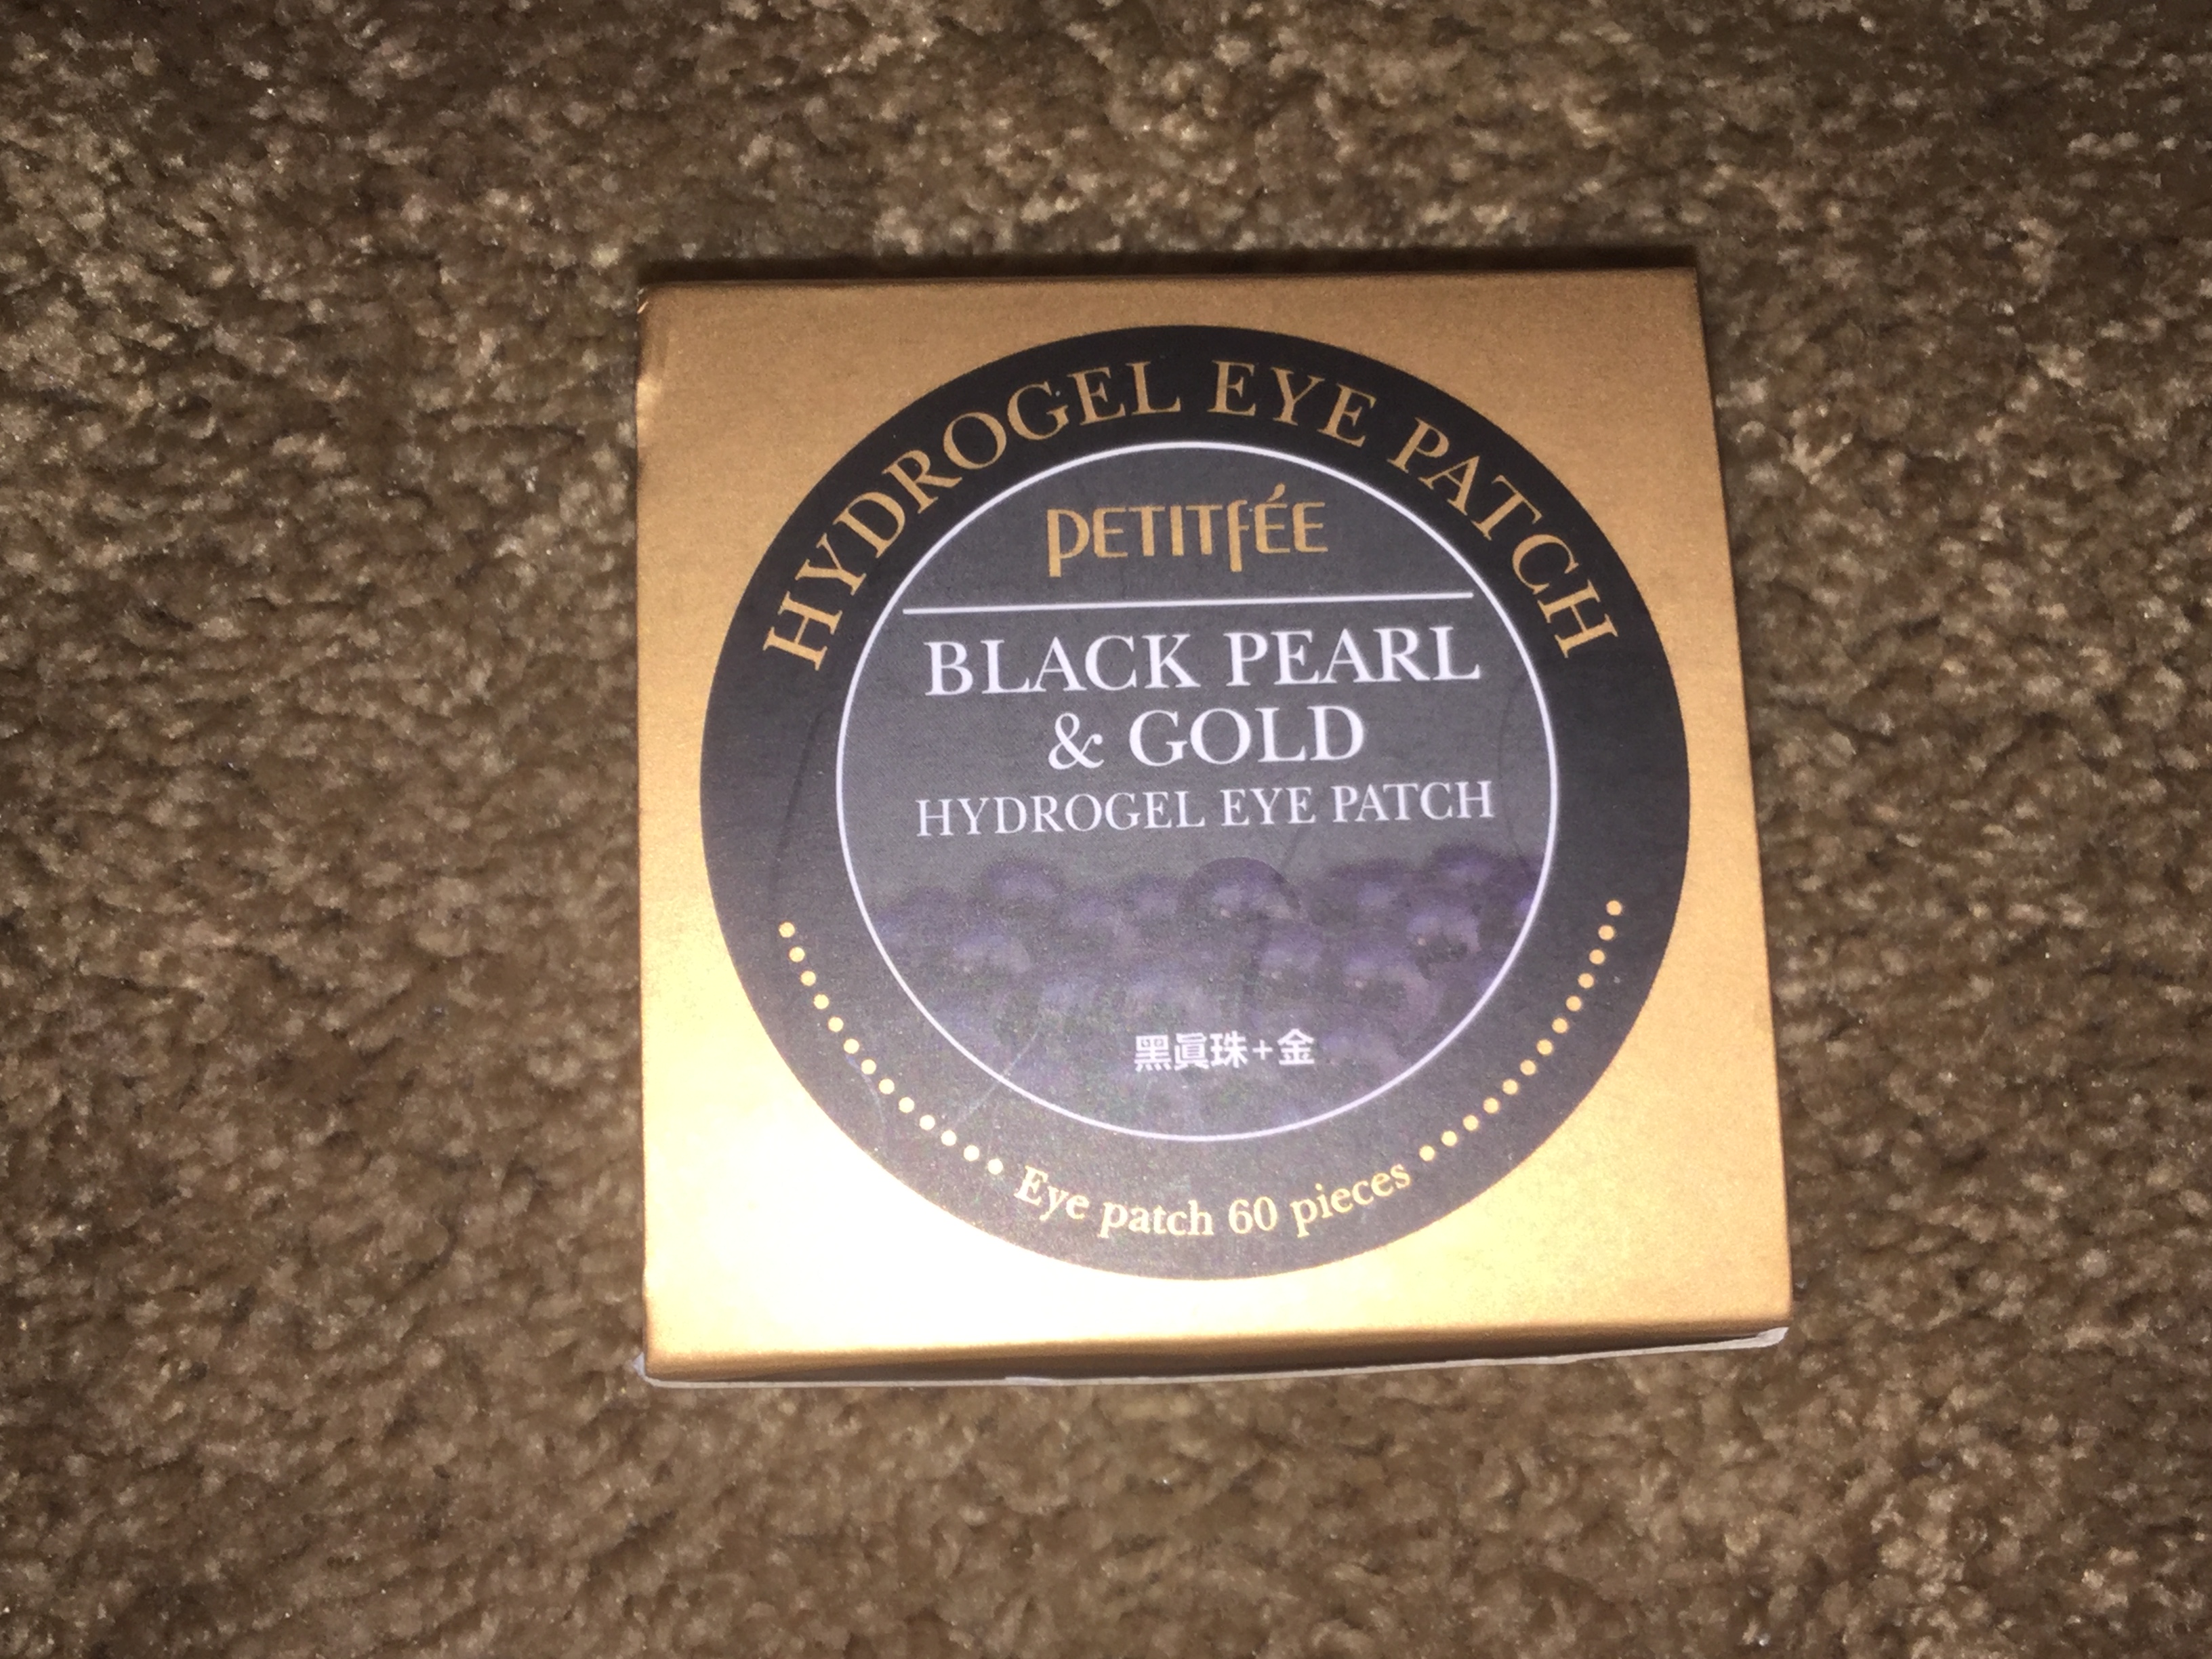 HYDROGEL EYE PATCH
PETITFÉE
BLACK PEARL
& GOLD
HYDROGEL EYE PATCH
黑眞珠+金
Eye patch 60 pieces